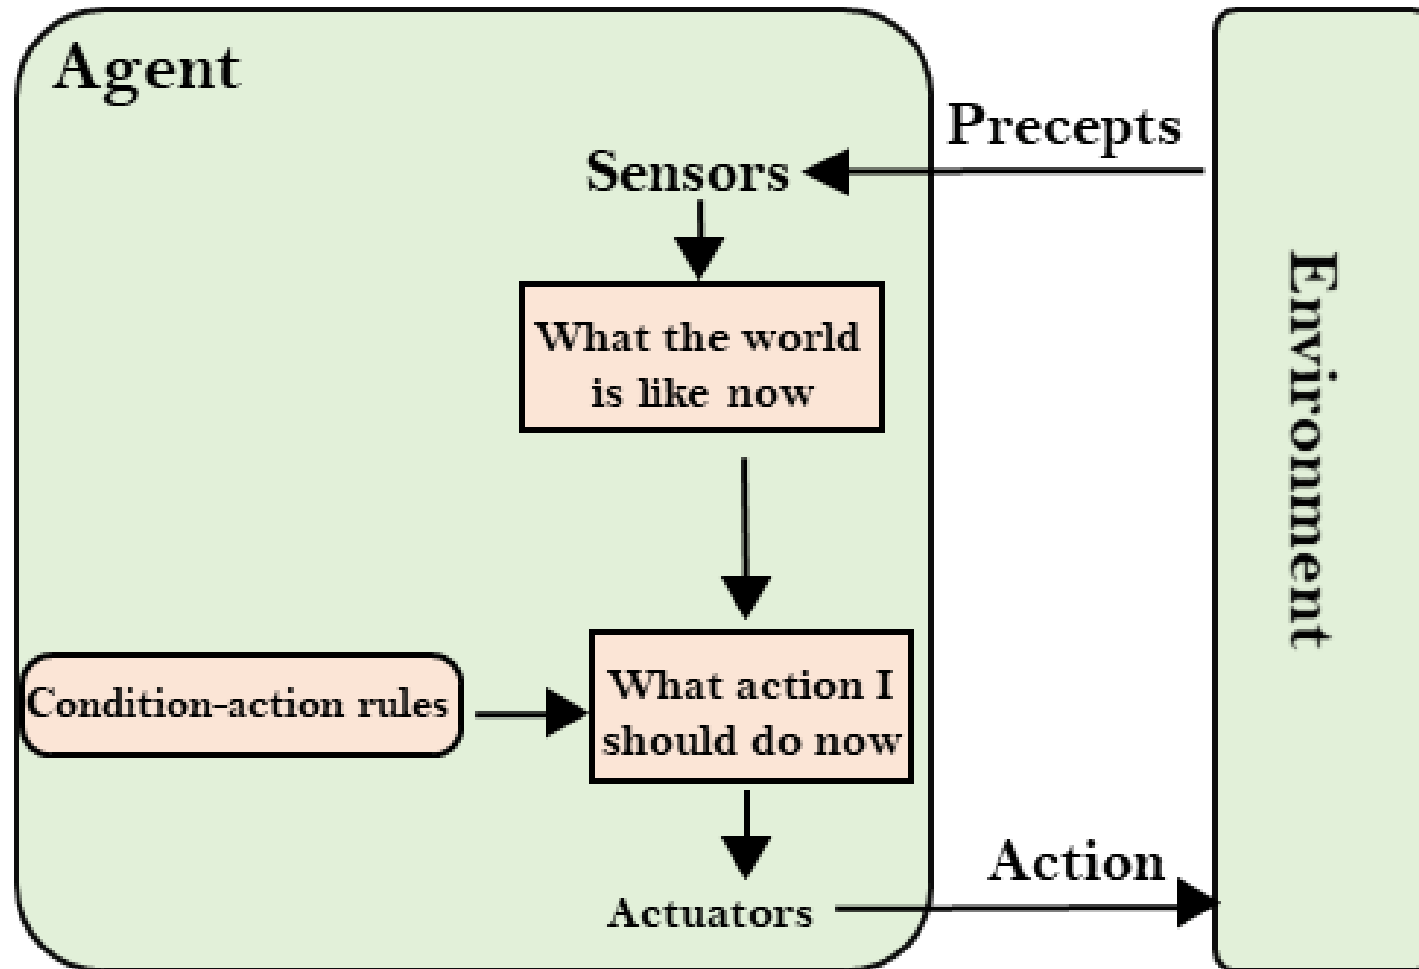 Agent
Precepts
Sensors
What the world
is like now
Environment
Condition-action rules
What action I
should do now
Action
Actuators